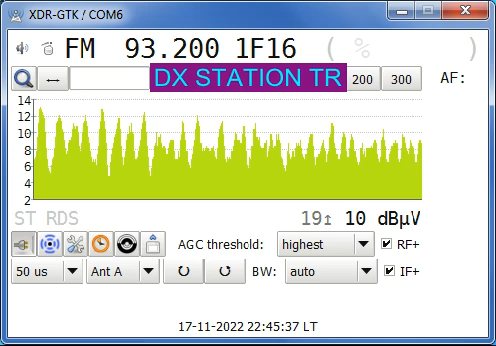 XDR-GTK / COM6
FM 93.200 1F16 ( % )
DX STATION TR 200 300 AF:
14
12
10
8
6
4
2
ST RDS 19↥ 10 dBµV
AGC threshold: highest RF+
50 us Ant A BW: auto IF+
17-11-2022 22:45:37 LT